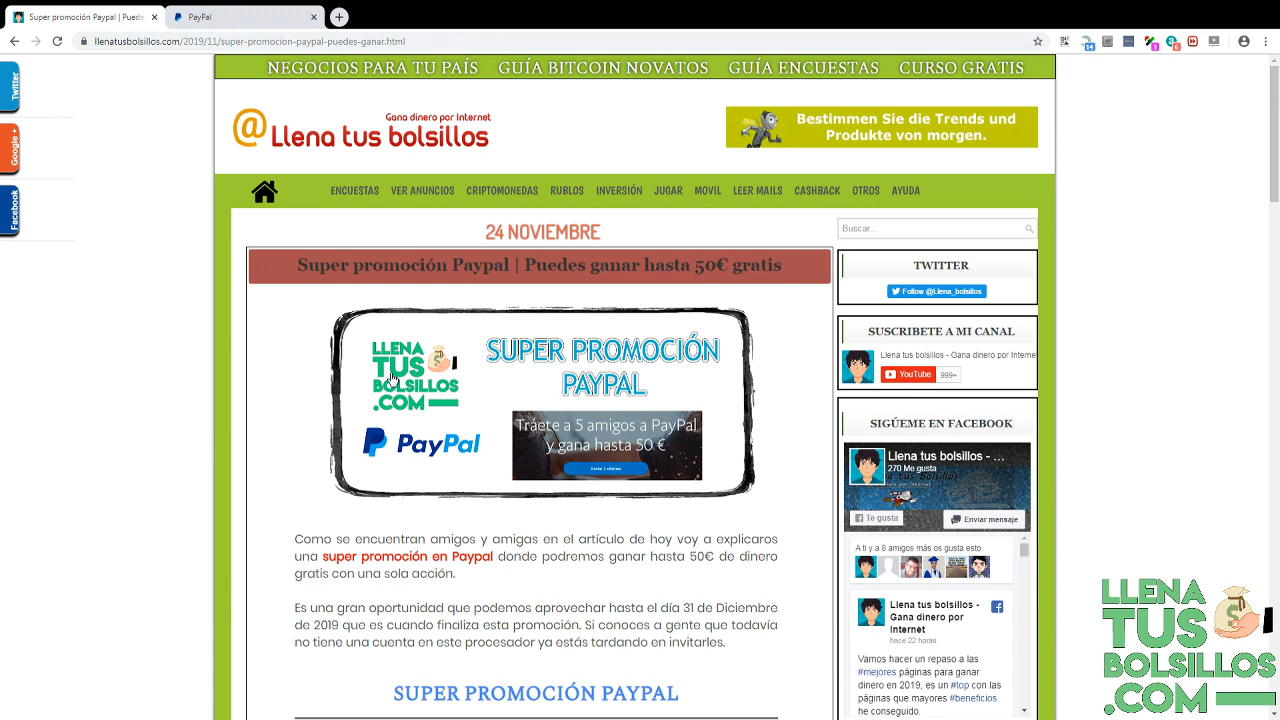 Super promoción Paypal | Puedes
PayPal
llenatusbolsillos.com/2019/11/super-promocion-paypal-puedes-ganar.html
Twitter
Google +
Facebook
NEGOCIOS PARA TU PAÍS GUÍA BITCOIN NOVATOS GUÍA ENCUESTAS CURSO GRATIS
Gana dinero por Internet
@Llena tus bolsillos
Bestimmen Sie die Trends und
Produkte von morgen.
ENCUESTAS VER ANUNCIOS CRIPTOMONEDAS RUBLOS INVERSIÓN JUGAR MOVIL LEER MAILS CASHBACK OTROS AYUDA
24 NOVIEMBRE
Super promoción Paypal | Puedes ganar hasta 50€ gratis
LLENA
TUS
BOLSILLOS
.COM
PayPal
SUPER PROMOCIÓN
PAYPAL
Tráete a 5 amigos a PayPal
y gana hasta 50 €
Como se encuentran amigos y amigas en el artículo de hoy voy a explicaros
una super promoción en Paypal donde podremos ganar hasta 50€ de dinero
gratis con una sola acción.
Es una gran oportunidad que podemos aprovechar hasta el día 31 de Diciembre
de 2019 que es cuando finaliza esta promoción. Si conoces a gente que todavía
no tiene una cuenta en este procesador ya estás tardando en invitarles.
SUPER PROMOCIÓN PAYPAL
Buscar...
TWITTER
Follow @Llena_bolsillos
SUSCRIBETE A MI CANAL
Llena tus bolsillos - Gana dinero por Interne
YouTube 999+
SIGÚEME EN FACEBOOK
Llena tus bolsillos - ...
270 Me gusta
Te gusta
Enviar mensaje
A ti y a 8 amigos más os gusta esto
Llena tus bolsillos -
Gana dinero por
Internet
hace 22 horas
Vamos hacer un repaso a las
#mejores páginas para ganar
dinero en 2019, es un #top con las
páginas que mayores #beneficios
he conseguido.
LLENA
TUS
BOLSILLOS
.COM